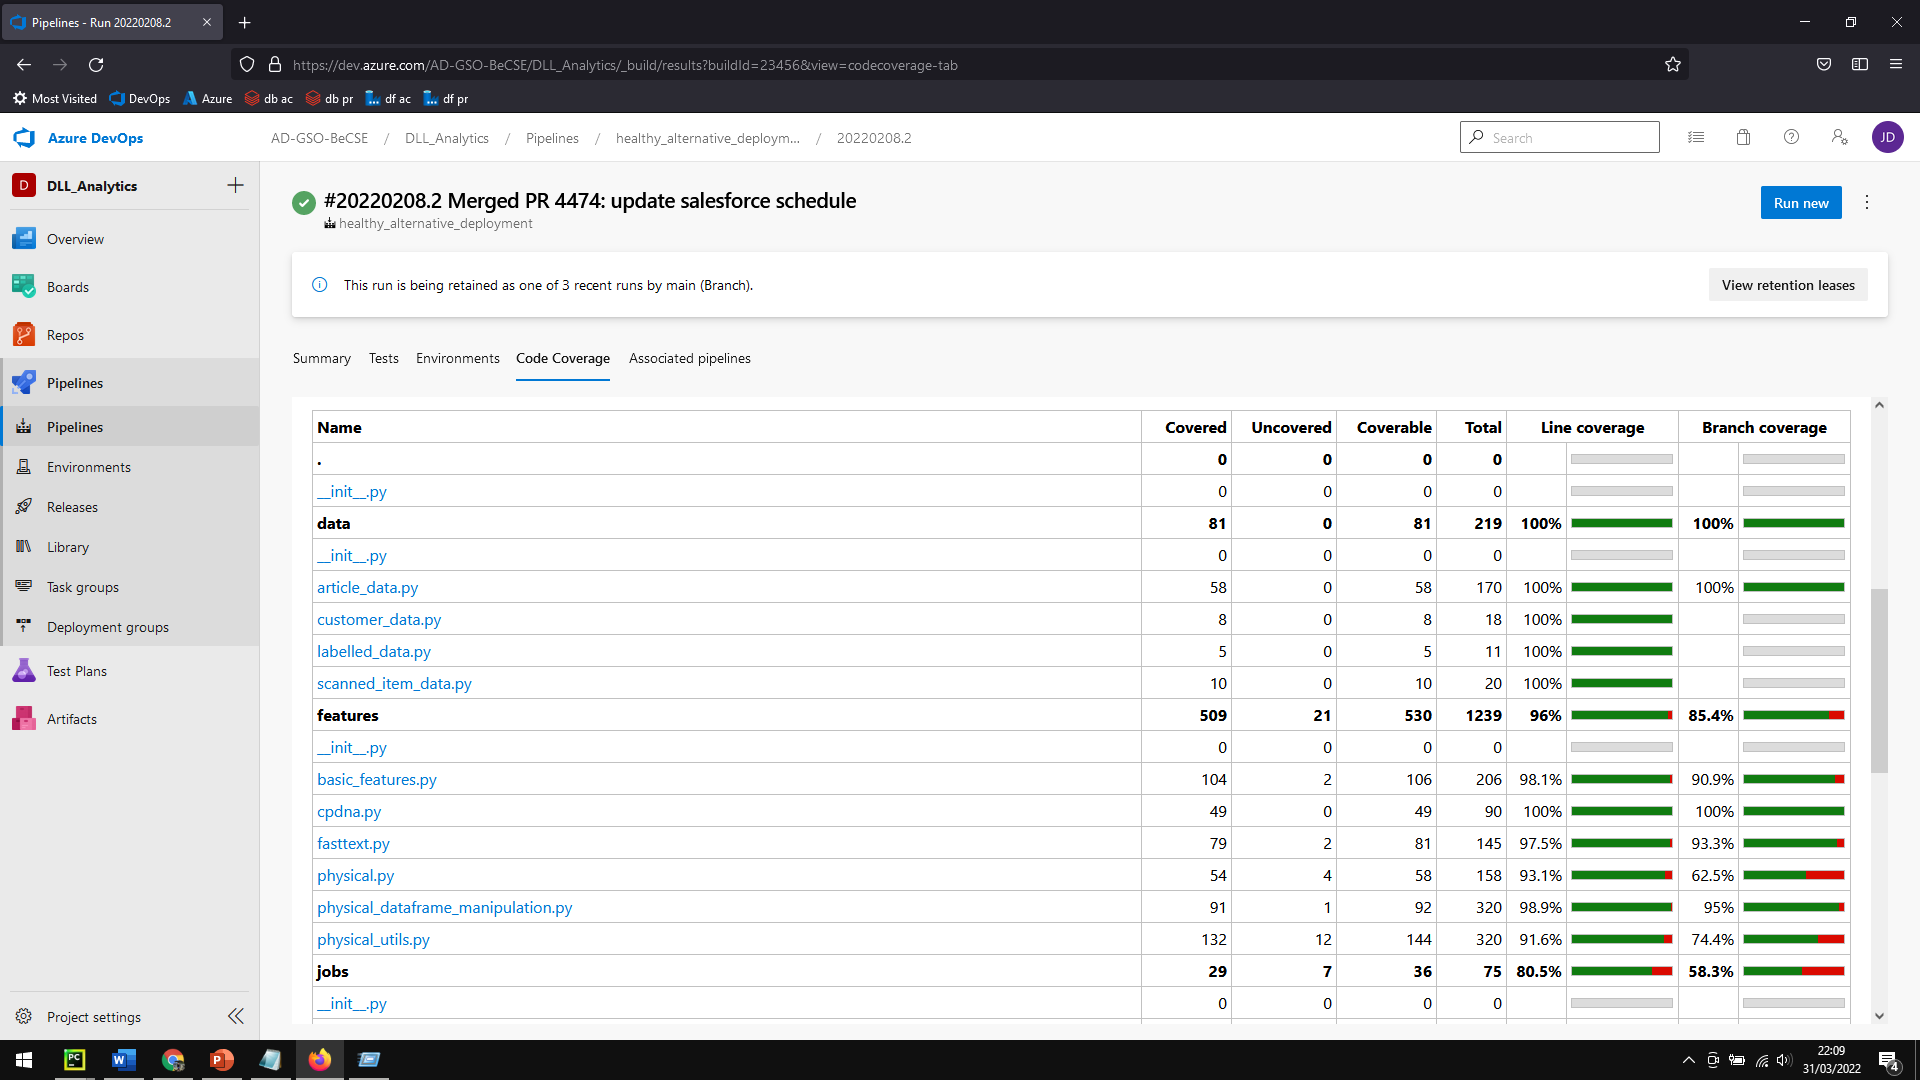 Pipelines - Run 20220208.2
https://dev.azure.com/AD-GSO-BeCSE/DLL_Analytics/_build/results?buildId=23456&view=codecoverage-tab
Most Visited DevOps Azure db ac db pr df ac df pr
Azure DevOps AD-GSO-BeCSE / DLL_Analytics / Pipelines / healthy_alternative_deploym... / 20220208.2 Search JD
D DLL_Analytics
Overview
Boards
Repos
Pipelines
Pipelines
Environments
Releases
Library
Task groups
Deployment groups
Test Plans
Artifacts
Project settings
#20220208.2 Merged PR 4474: update salesforce schedule
Run new
healthy_alternative_deployment
This run is being retained as one of 3 recent runs by main (Branch).
View retention leases
Summary Tests Environments Code Coverage Associated pipelines
Name Covered Uncovered Coverable Total Line coverage Branch coverage
. 0 0 0 0
__init__.py 0 0 0 0
data 81 0 81 219 100% 100%
__init__.py 0 0 0 0
article_data.py 58 0 58 170 100% 100%
customer_data.py 8 0 8 18 100%
labelled_data.py 5 0 5 11 100%
scanned_item_data.py 10 0 10 20 100%
features 509 21 530 1239 96% 85.4%
__init__.py 0 0 0 0
basic_features.py 104 2 106 206 98.1% 90.9%
cpdna.py 49 0 49 90 100% 100%
fasttext.py 79 2 81 145 97.5% 93.3%
physical.py 54 4 58 158 93.1% 62.5%
physical_dataframe_manipulation.py 91 1 92 320 98.9% 95%
physical_utils.py 132 12 144 320 91.6% 74.4%
jobs 29 7 36 75 80.5% 58.3%
__init__.py 0 0 0 0
PC W P
22:09
31/03/2022
4